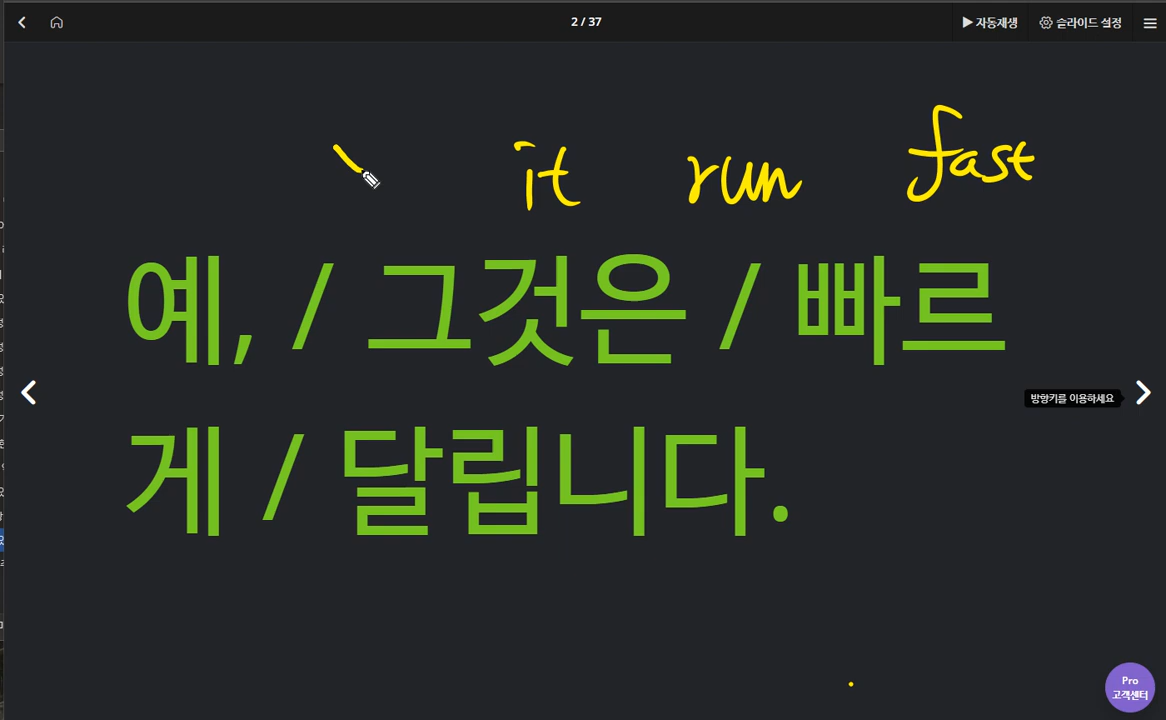 2 / 37
자동재생
슬라이드 설정
it run fast
예, / 그것은 / 빠르
방향키를 이용하세요
게 / 달립니다.
Pro
고객센터